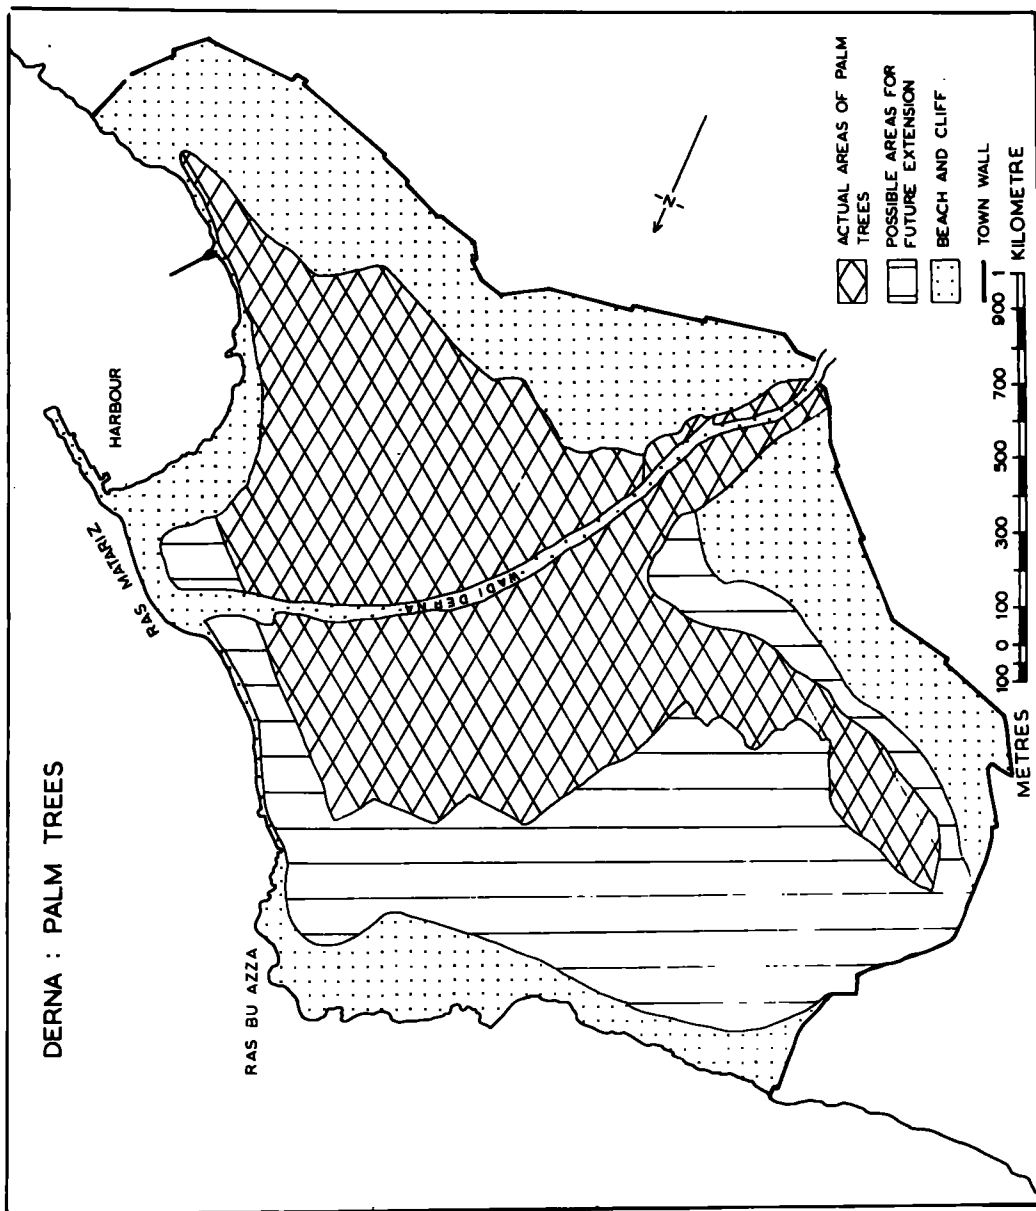 DERNA : PALM TREES
RAS BU AZZA
RAS MATARIZ
HARBOUR
WADI DERNA
N
ACTUAL AREAS OF PALM
TREES
POSSIBLE AREAS FOR
FUTURE EXTENSION
BEACH AND CLIFF
TOWN WALL
100 0 100 300 500 700 900 1
METRES KILOMETRE